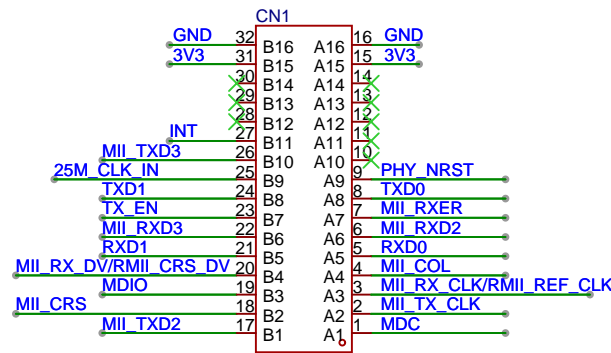 CN1
GND 32 B16 A16 16 GND
3V3 31 B15 A15 15 3V3
30 B14 A14 14
29 B13 A13 13
28 B12 A12 12
INT 27 B11 A11 11
MII_TXD3 26 B10 A10 10
25M_CLK_IN 25 B9 A9 9 PHY_NRST
TXD1 24 B8 A8 8 TXD0
TX_EN 23 B7 A7 7 MII_RXER
MII_RXD3 22 B6 A6 6 MII_RXD2
RXD1 21 B5 A5 5 RXD0
MII_RX_DV/RMII_CRS_DV 20 B4 A4 4 MII_COL
MDIO 19 B3 A3 3 MII_RX_CLK/RMII_REF_CLK
MII_CRS 18 B2 A2 2 MII_TX_CLK
MII_TXD2 17 B1 A1 1 MDC